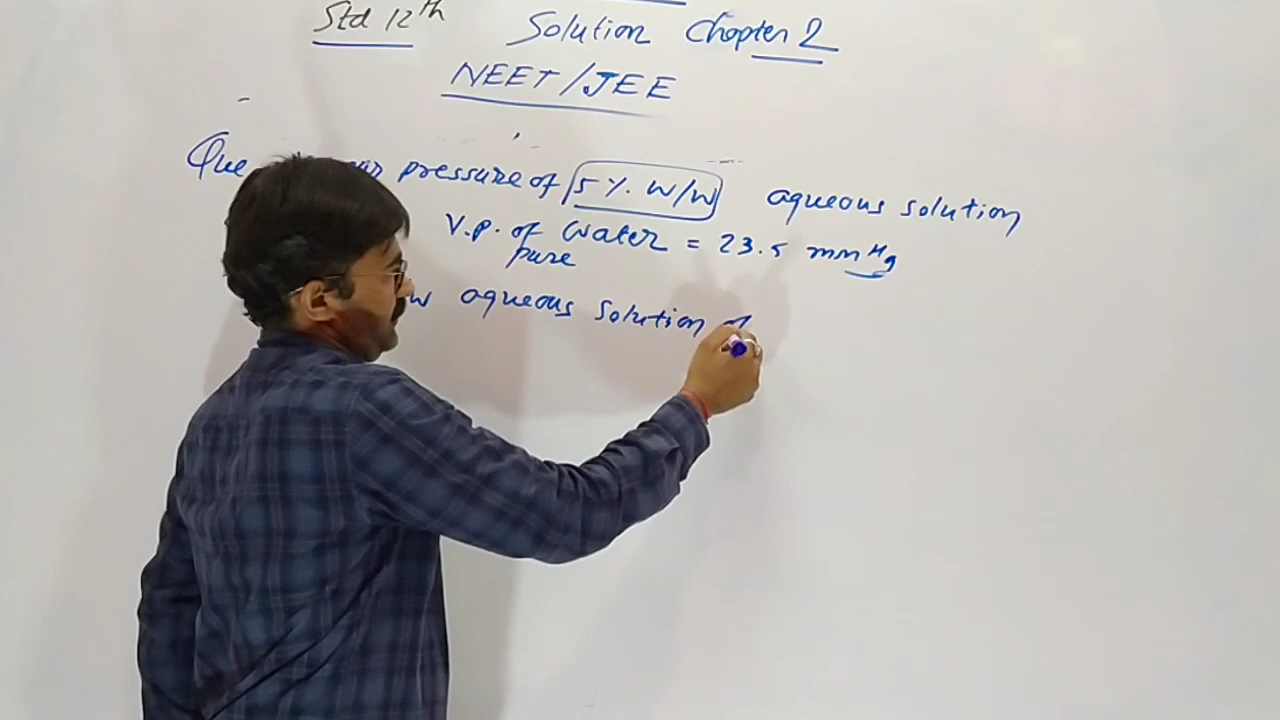 Std 12th Solution Chapter 2
NEET/JEE
Que pressure of 5 %. W/W aqueous solution
V.P. of water = 23.5 mmHg
pure
aqueous solution